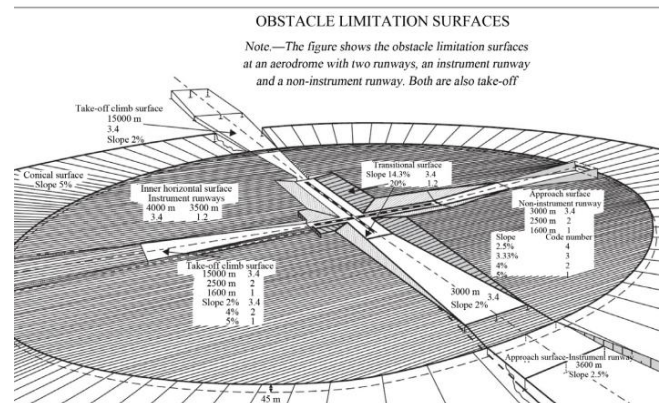 OBSTACLE LIMITATION SURFACES
Note.—The figure shows the obstacle limitation surfaces
at an aerodrome with two runways, an instrument runway
and a non-instrument runway. Both are also take-off
Take-off climb surface
15000 m
3.4
Slope 2%
Conical surface
Slope 5%
Transitional surface
Slope 14.3% 3.4
20% 1.2
Inner horizontal surface
Instrument runways
4000 m 3500 m
3.4 1.2
Approach surface
Non-instrument runway
3000 m 3.4
2500 m 2
1600 m 1
Slope Code number
2.5% 4
3.33% 3
4% 2
5% 1
Take-off climb surface
15000 m 3.4
2500 m 2
1600 m 1
Slope 2% 3.4
4% 2
5% 1
3000 m 3.4
Slope 2%
Approach surface-Instrument runway
3600 m
Slope 2.5%
45 m